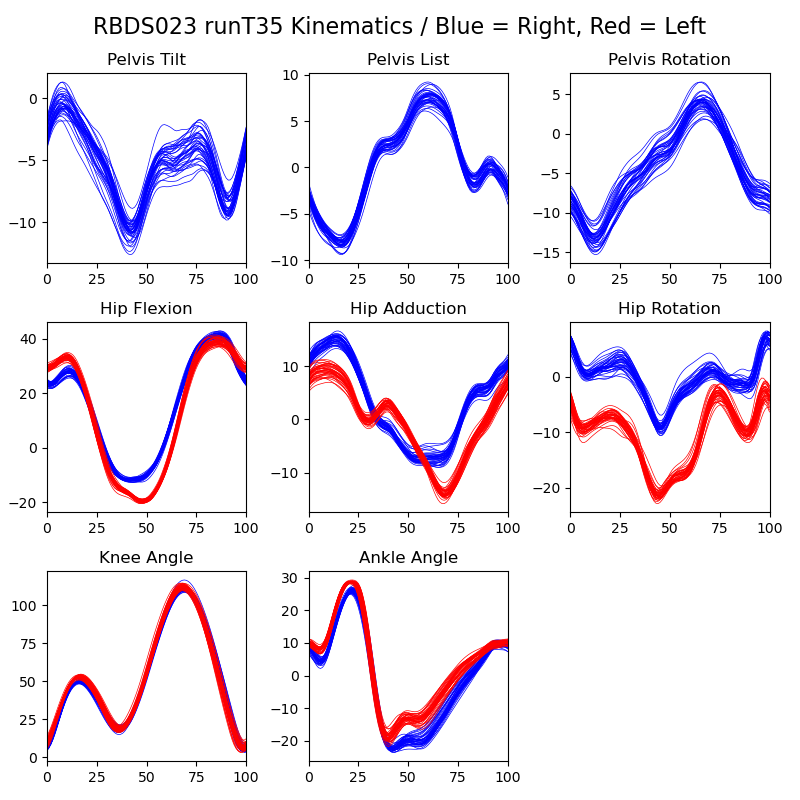 RBDS023 runT35 Kinematics / Blue = Right, Red = Left
Pelvis Tilt
Pelvis List
Pelvis Rotation
0
−5
−10
0 25 50 75 100
10
5
0
−5
−10
0 25 50 75 100
5
0
−5
−10
−15
0 25 50 75 100
Hip Flexion
Hip Adduction
Hip Rotation
40
20
0
−20
0 25 50 75 100
10
0
−10
0 25 50 75 100
0
−10
−20
0 25 50 75 100
Knee Angle
Ankle Angle
100
75
50
25
0
0 25 50 75 100
30
20
10
0
−10
−20
0 25 50 75 100